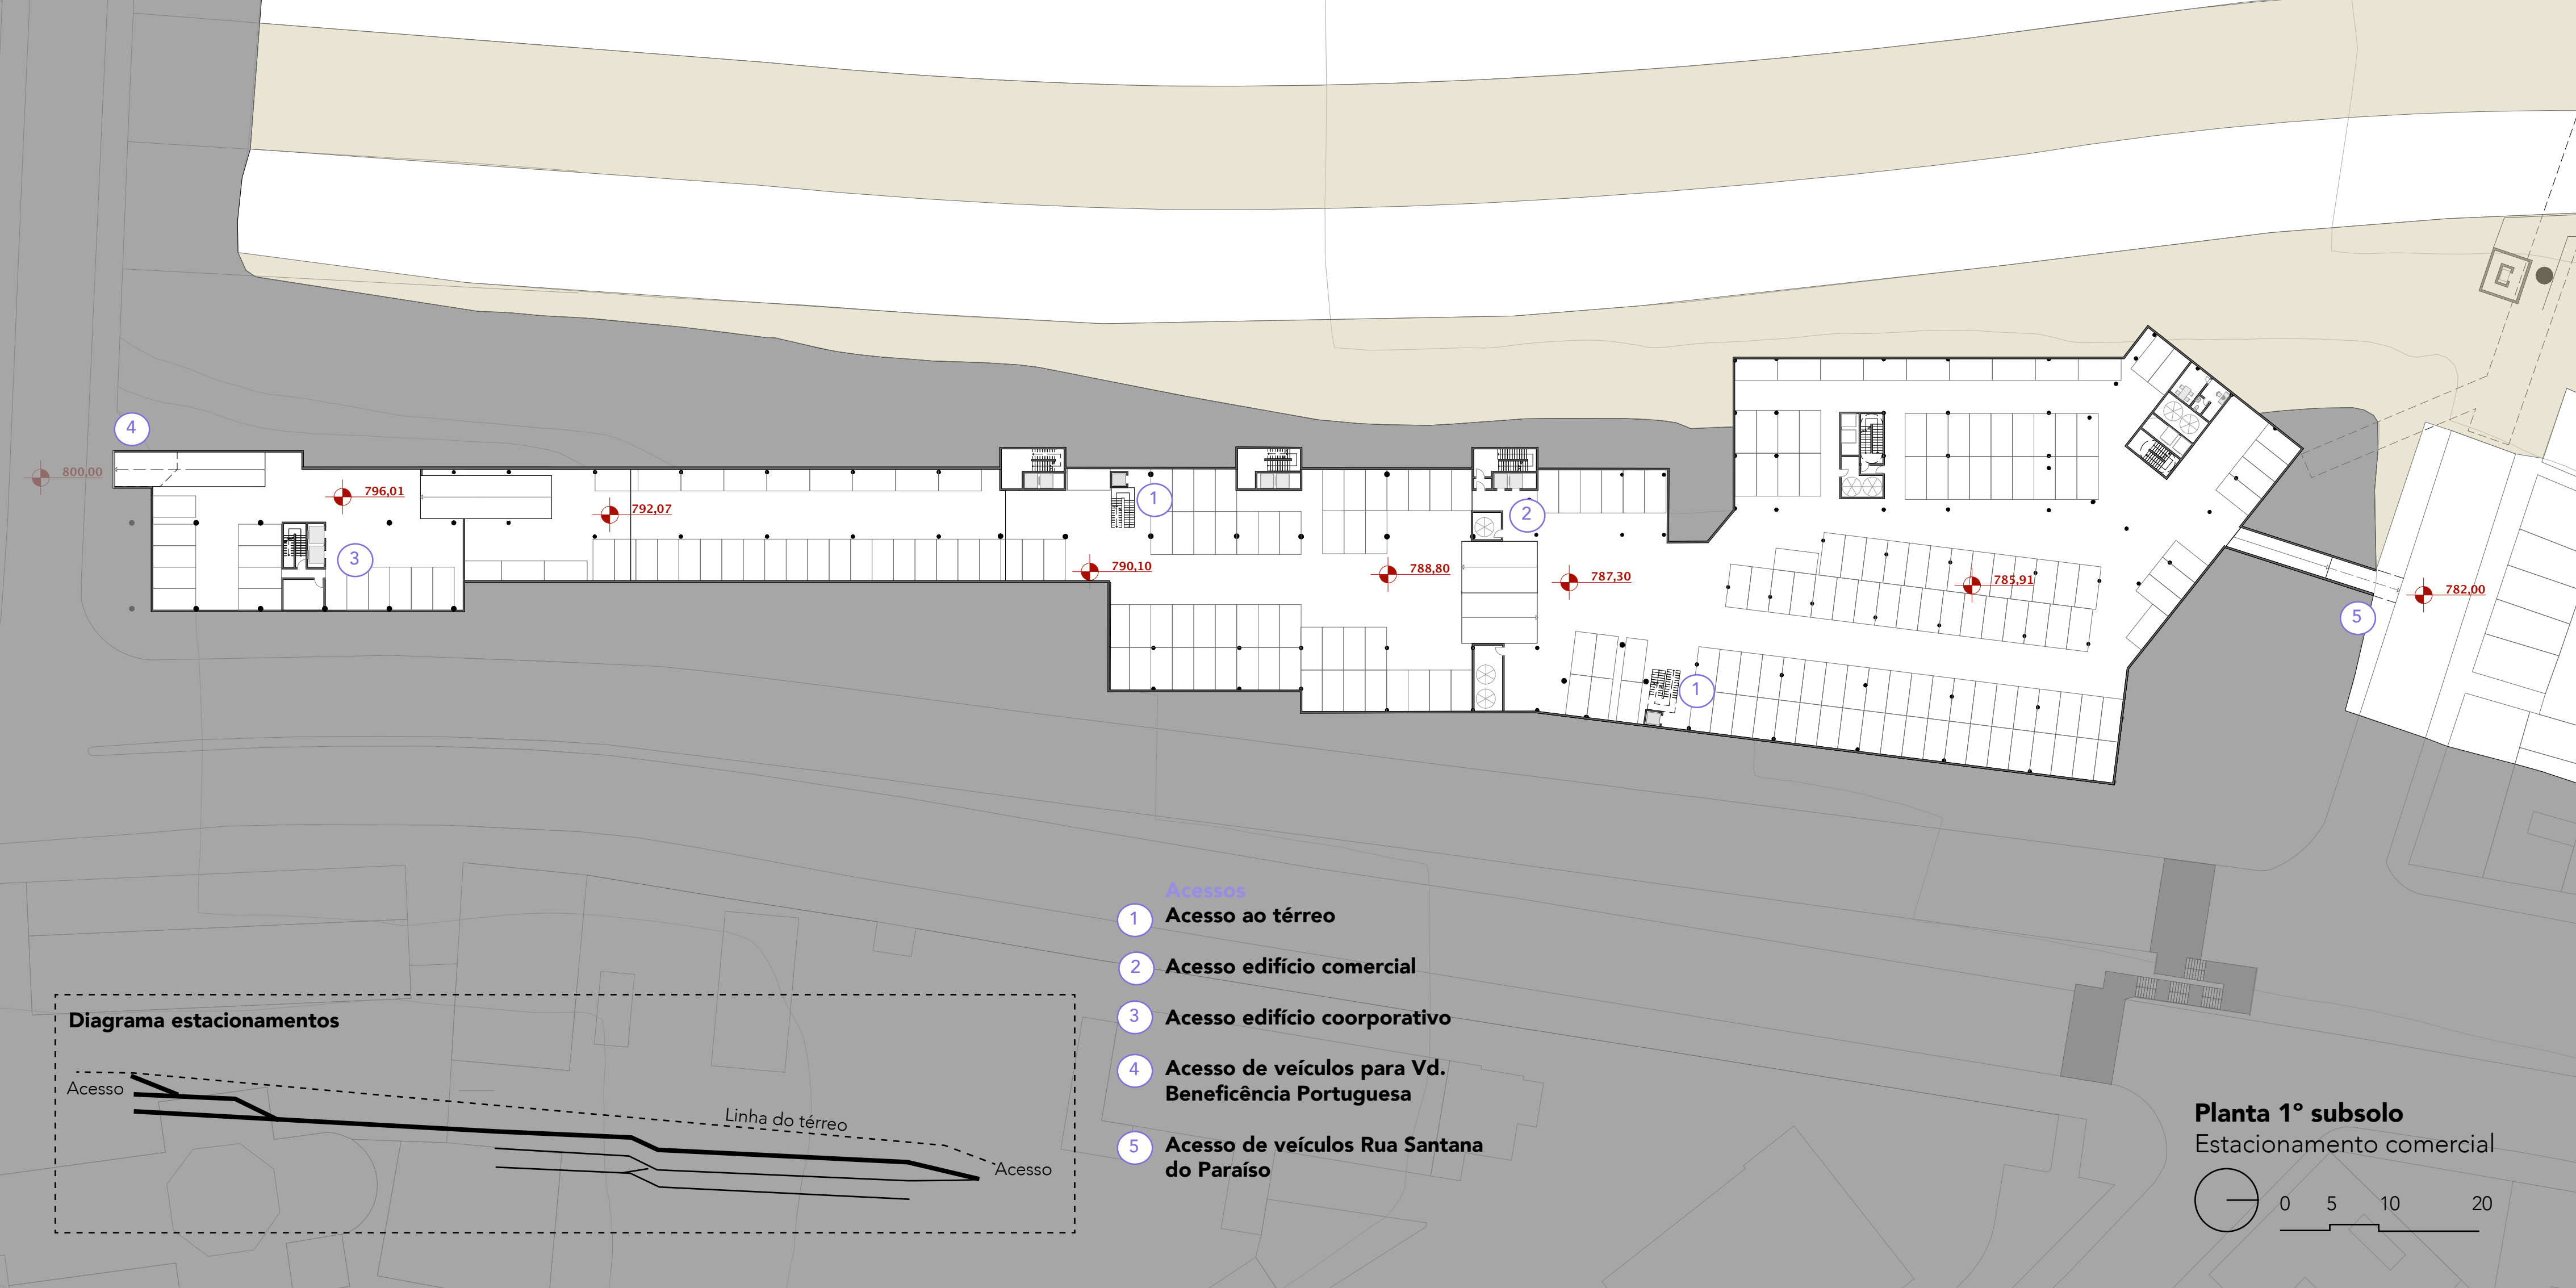 4
800,00
796,01
3
792,07
1
790,10
788,80
2
787,30
1
785,91
5
782,00
Acessos
1 Acesso ao térreo
2 Acesso edifício comercial
3 Acesso edifício coorporativo
4 Acesso de veículos para Vd.
Beneficência Portuguesa
5 Acesso de veículos Rua Santana
do Paraíso
Diagrama estacionamentos
Acesso
Linha do térreo
Acesso
Planta 1º subsolo
Estacionamento comercial
0 5 10 20